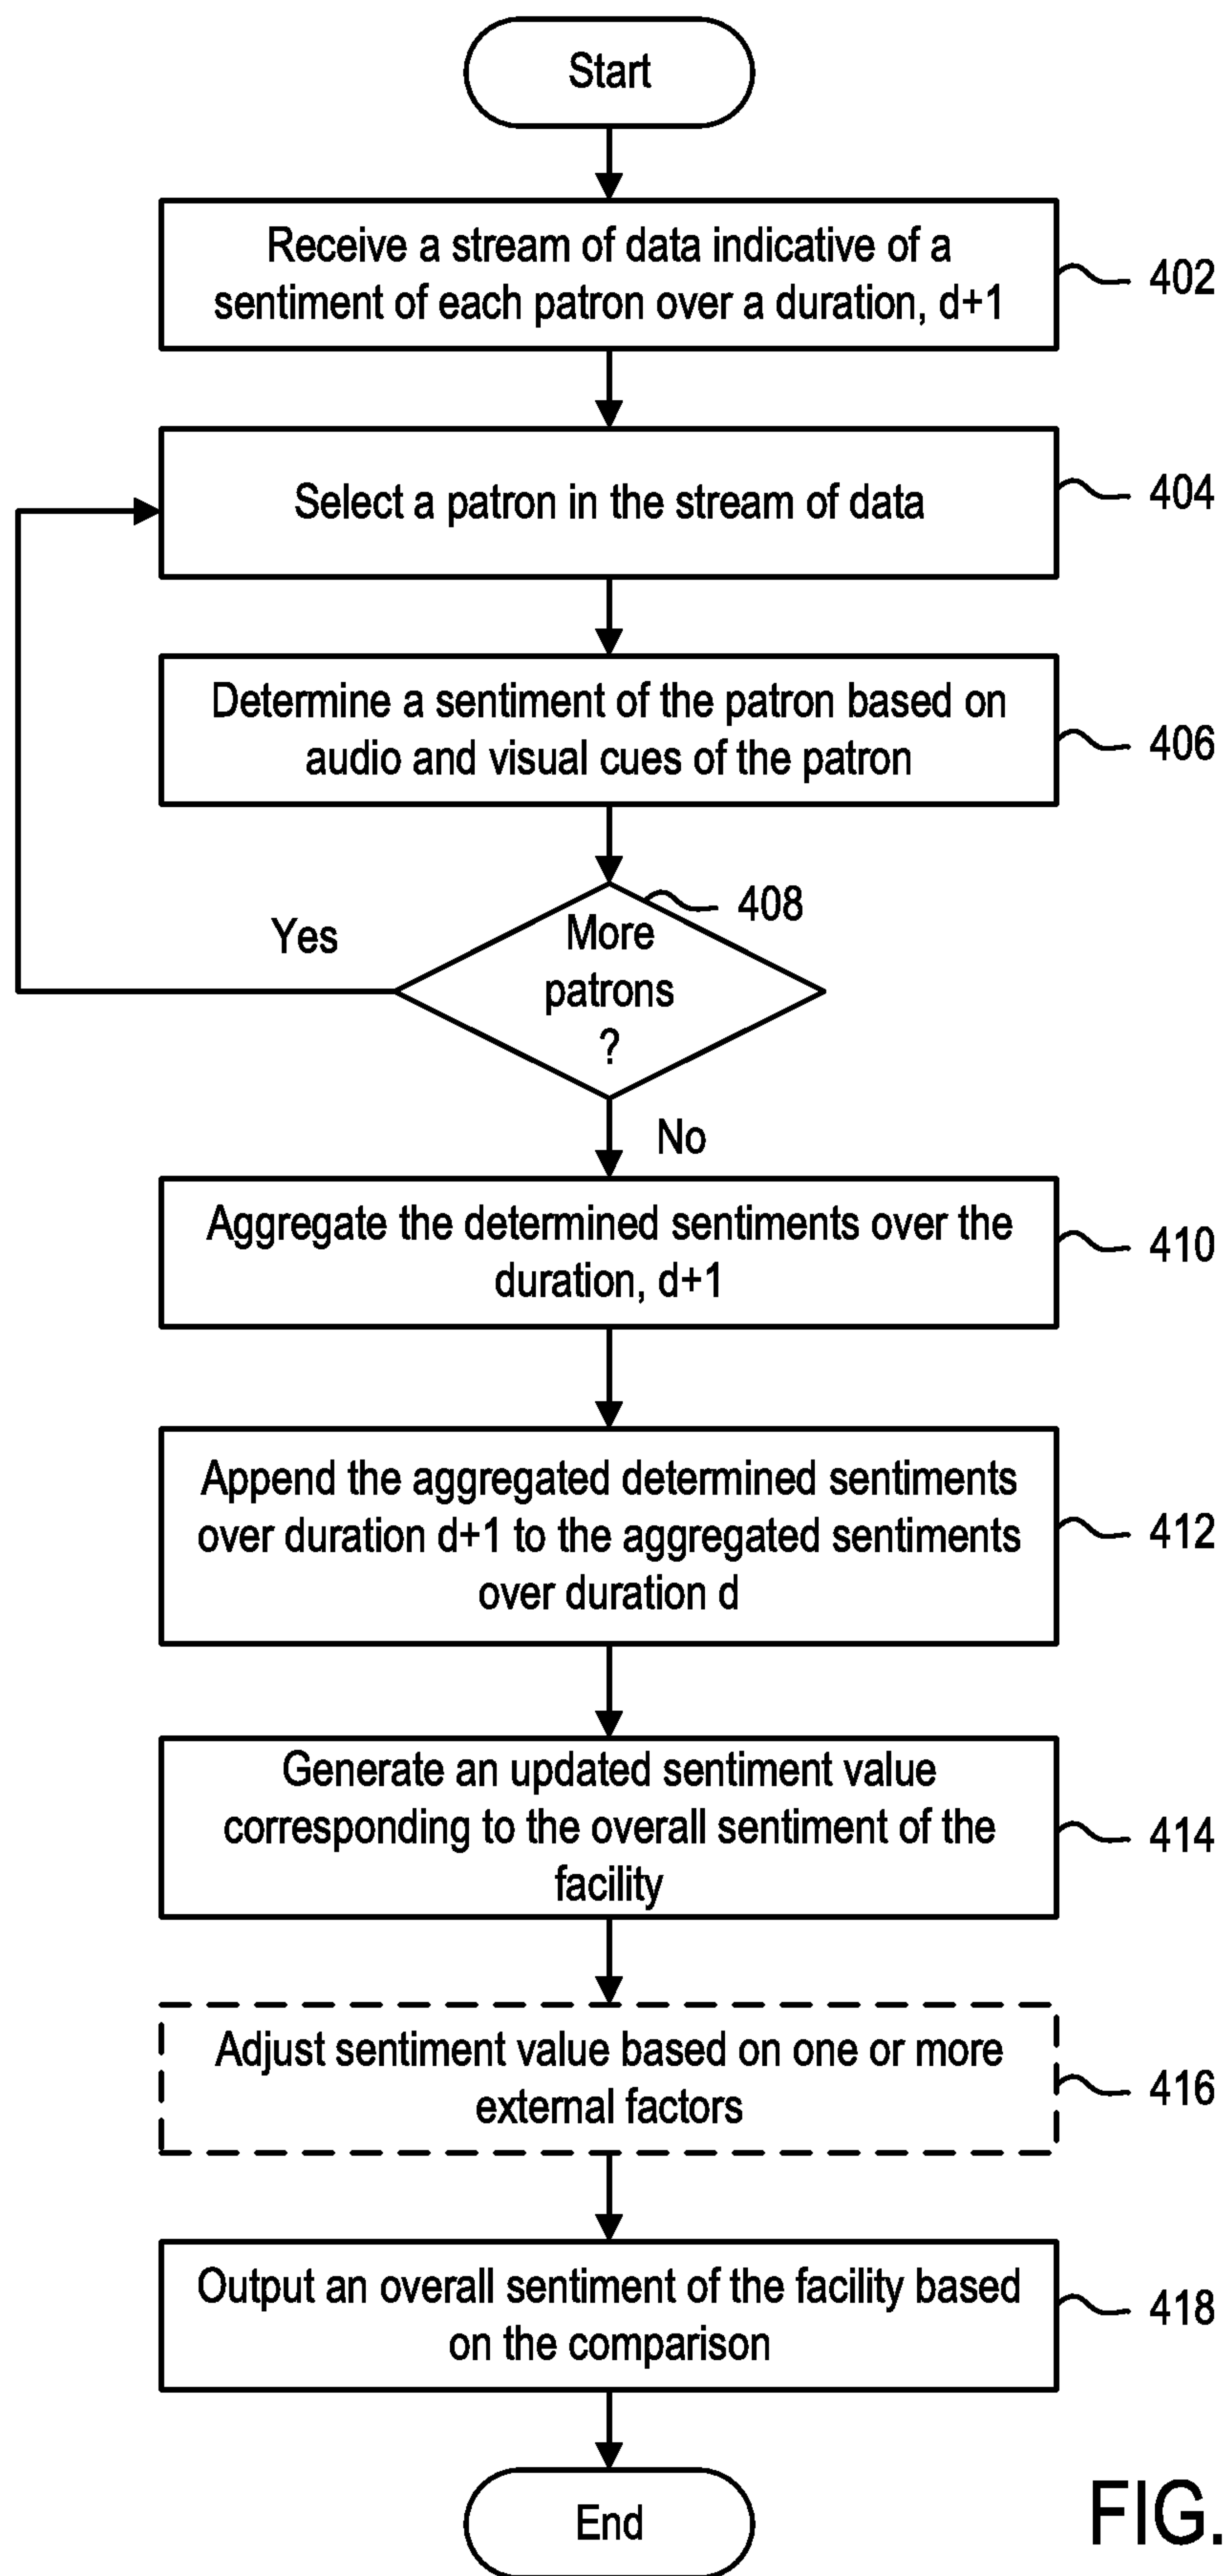 Start
Receive a stream of data indicative of a
sentiment of each patron over a duration, d+1
402
Select a patron in the stream of data
404
Determine a sentiment of the patron based on
audio and visual cues of the patron
406
408
More
patrons
?
Yes
No
Aggregate the determined sentiments over the
duration, d+1
410
Append the aggregated determined sentiments
over duration d+1 to the aggregated sentiments
over duration d
412
Generate an updated sentiment value
corresponding to the overall sentiment of the
facility
414
Adjust sentiment value based on one or more
external factors
416
Output an overall sentiment of the facility based
on the comparison
418
End
FIG.